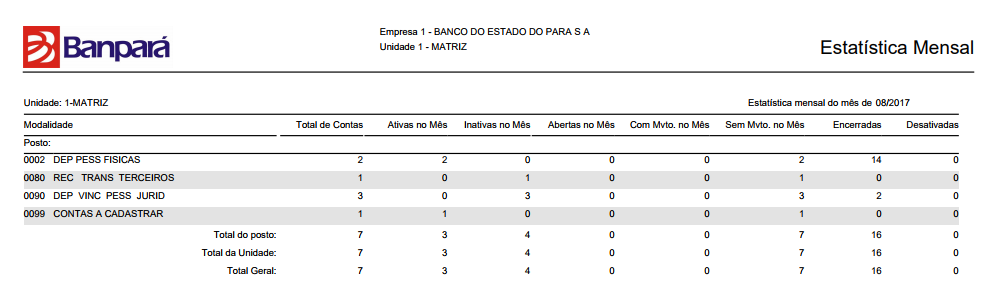 Banpará
Empresa 1 - BANCO DO ESTADO DO PARA S A
Unidade 1 - MATRIZ
Estatística Mensal
Unidade: 1-MATRIZ Estatística mensal do mês de 08/2017
Modalidade Total de Contas Ativas no Mês Inativas no Mês Abertas no Mês Com Mvto. no Mês Sem Mvto. no Mês Encerradas Desativadas
Posto:
0002 DEP PESS FISICAS 2 2 0 0 0 2 14 0
0080 REC TRANS TERCEIROS 1 0 1 0 0 1 0 0
0090 DEP VINC PESS JURID 3 0 3 0 0 3 2 0
0099 CONTAS A CADASTRAR 1 1 0 0 0 1 0 0
Total do posto: 7 3 4 0 0 7 16 0
Total da Unidade: 7 3 4 0 0 7 16 0
Total Geral: 7 3 4 0 0 7 16 0